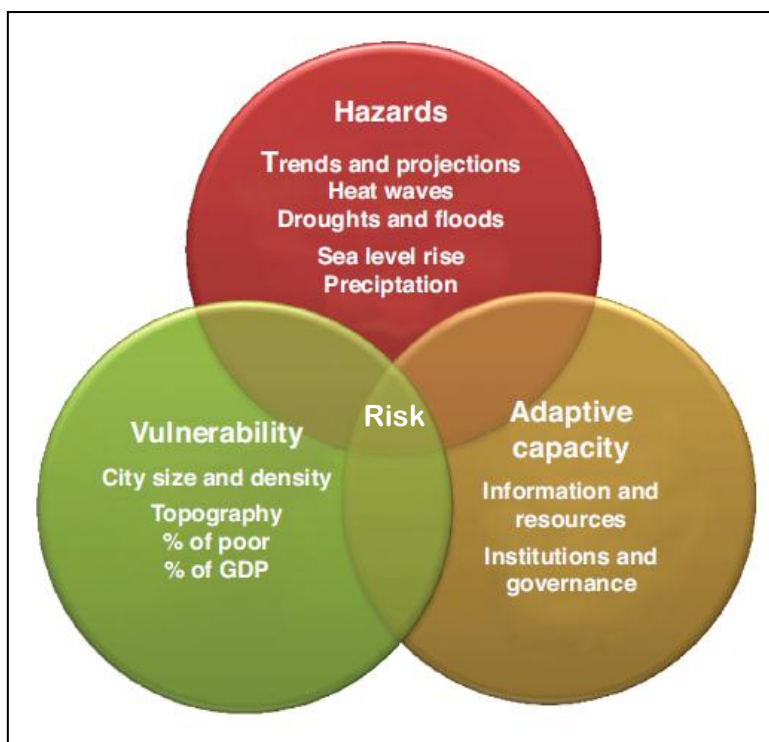 Hazards
Trends and projections
Heat waves
Droughts and floods
Sea level rise
Preciptation
Risk
Vulnerability
City size and density
Topography
% of poor
% of GDP
Adaptive
capacity
Information and
resources
Institutions and
governance